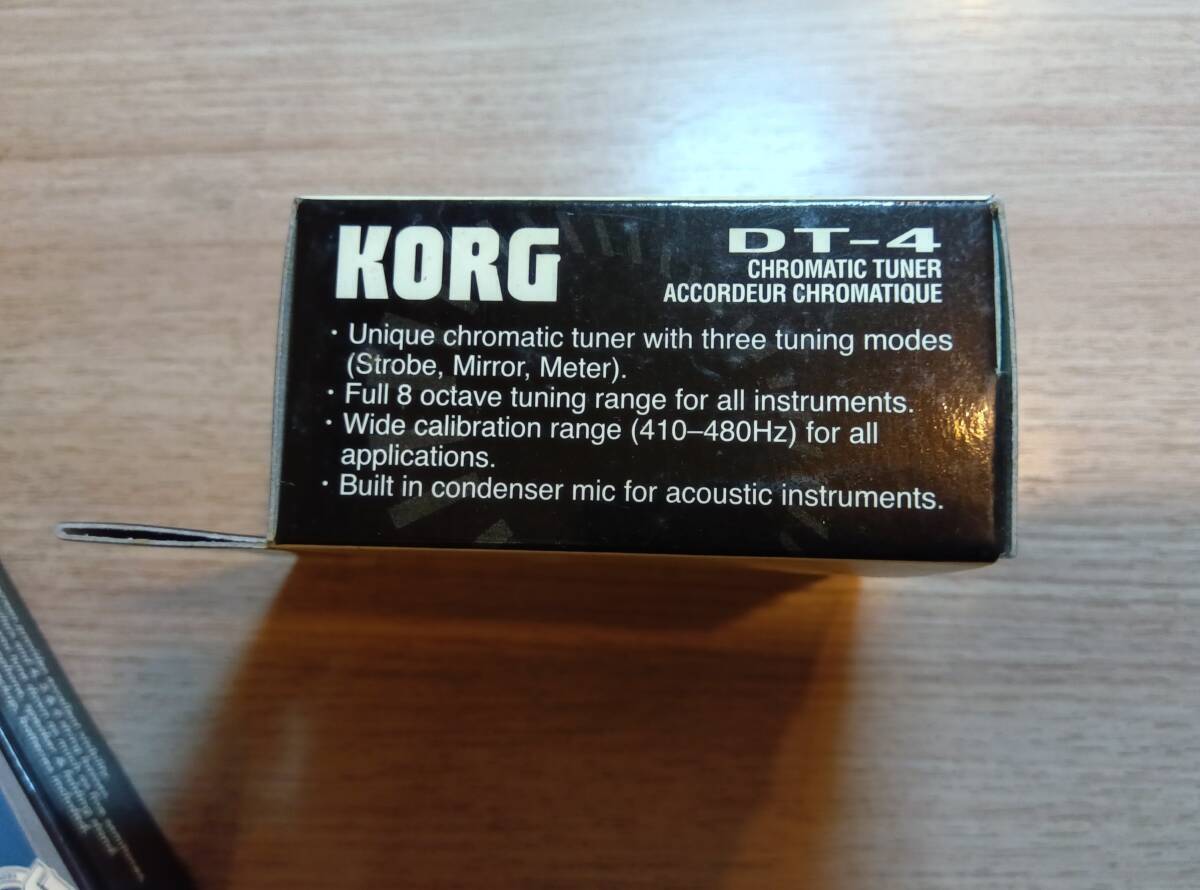 KORG
DT-4
CHROMATIC TUNER
ACCORDEUR CHROMATIQUE
· Unique chromatic tuner with three tuning modes
(Strobe, Mirror, Meter).
· Full 8 octave tuning range for all instruments.
· Wide calibration range (410–480Hz) for all
applications.
· Built in condenser mic for acoustic instruments.